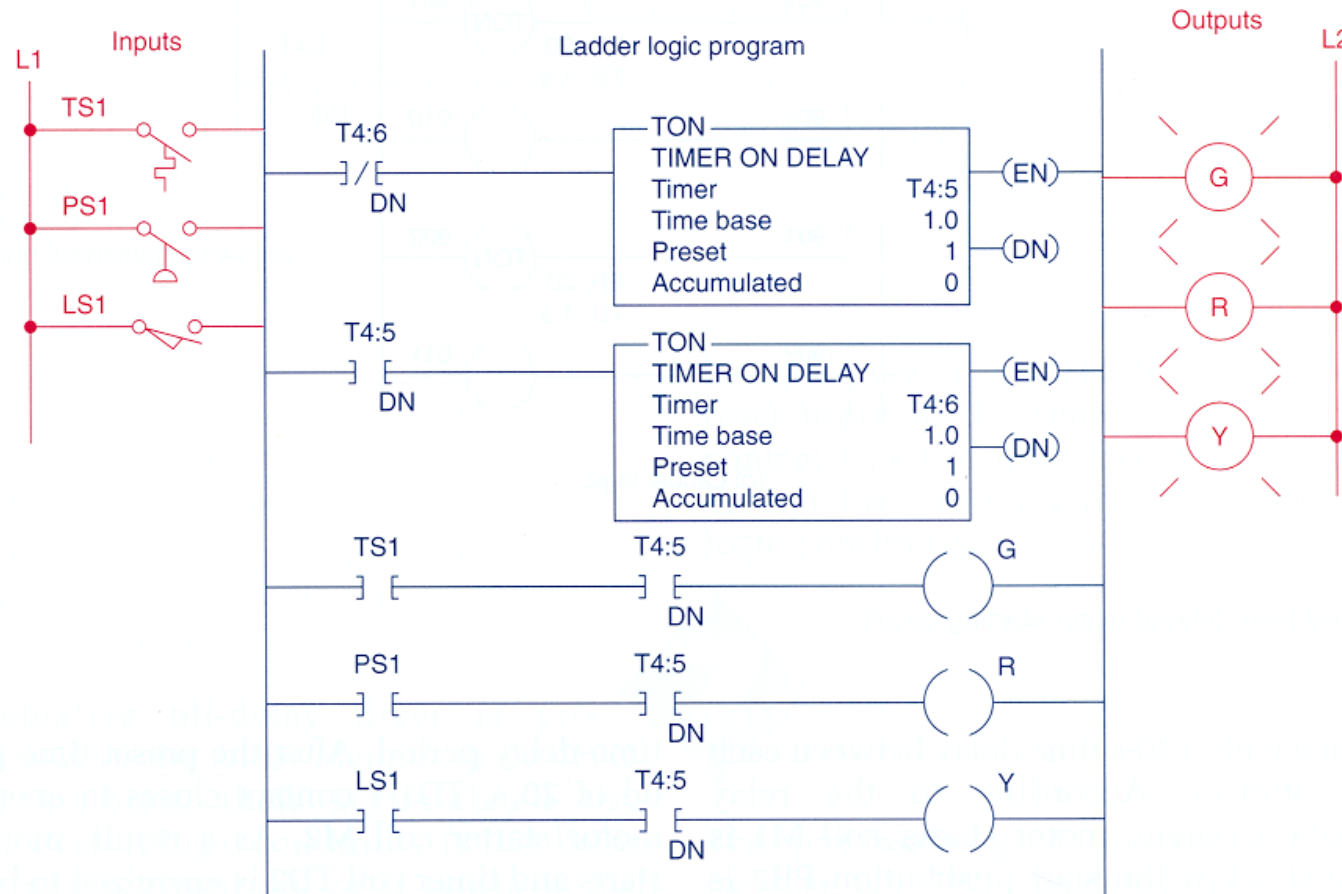 Inputs
Ladder logic program
Outputs
L1
L2
TS1
PS1
LS1
T4:6
DN
TON
TIMER ON DELAY
Timer T4:5
Time base 1.0
Preset 1
Accumulated 0
(EN)
(DN)
T4:5
DN
TON
TIMER ON DELAY
Timer T4:6
Time base 1.0
Preset 1
Accumulated 0
(EN)
(DN)
TS1 T4:5 G
DN
PS1 T4:5 R
DN
LS1 T4:5 Y
DN
G
R
Y